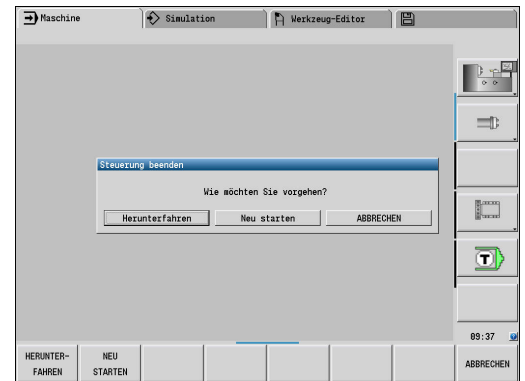 Maschine
Simulation
Werkzeug-Editor
Steuerung beenden
Wie möchten Sie vorgehen?
Herunterfahren
Neu starten
ABBRECHEN
T
09:37
HERUNTER-
FAHREN
NEU
STARTEN
ABBRECHEN